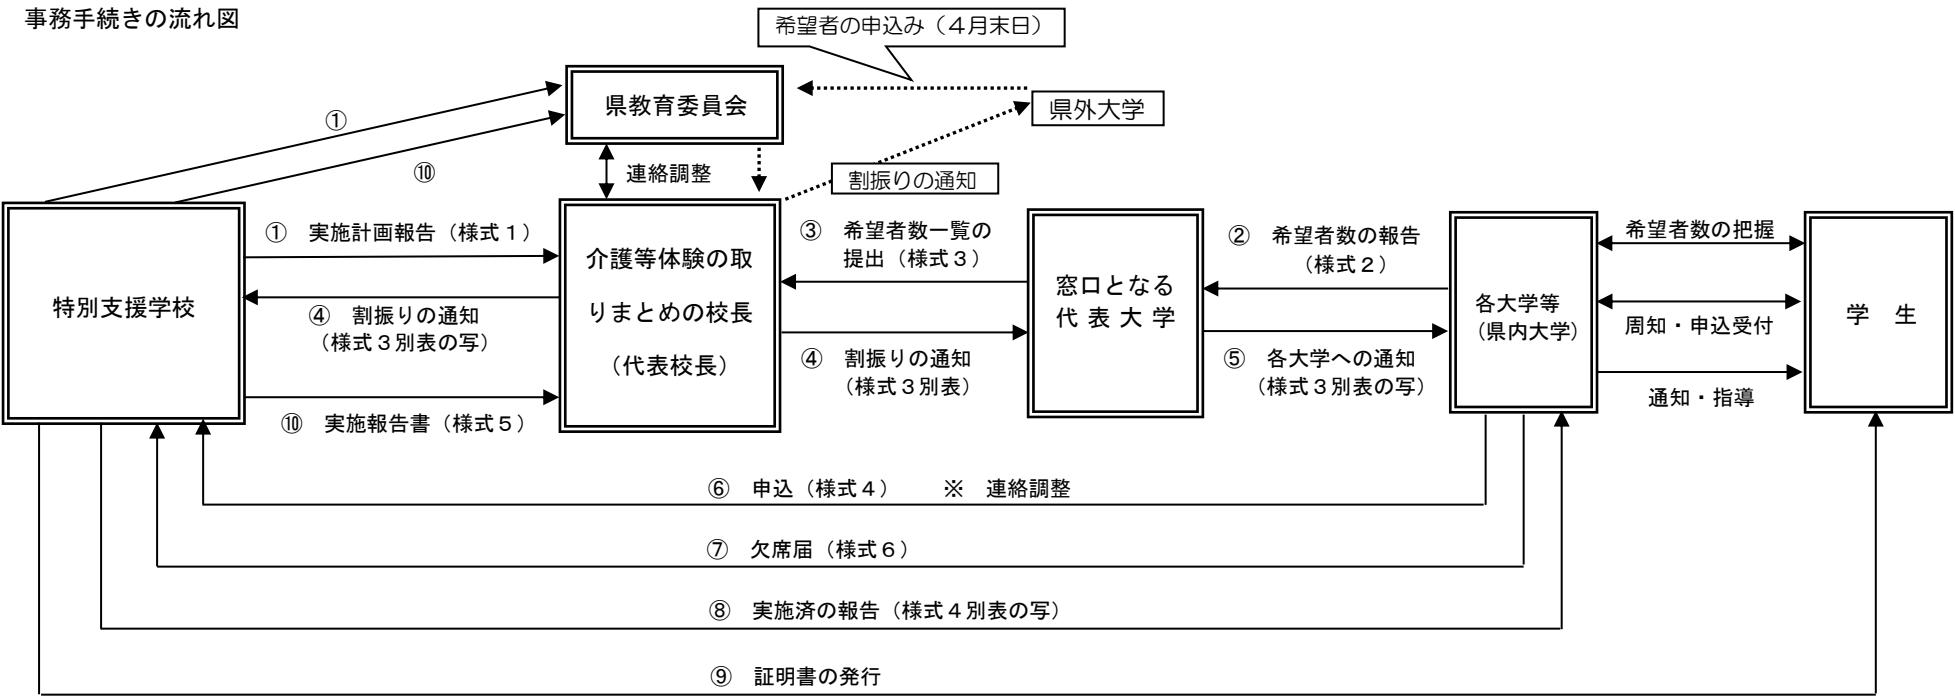 事務手続きの流れ図
希望者の申込み（４月末日）
県教育委員会
県外大学
①
⑩
連絡調整
割振りの通知
特別支援学校
① 実施計画報告（様式１）
④ 割振りの通知
（様式３別表の写）
⑩ 実施報告書（様式５）
介護等体験の取
りまとめの校長
（代表校長）
③ 希望者数一覧の
提出（様式３）
④ 割振りの通知
（様式３別表）
窓口となる
代表大学
② 希望者数の報告
（様式２）
⑤ 各大学への通知
（様式３別表の写）
各大学等
（県内大学）
希望者数の把握
周知・申込受付
通知・指導
学　生
⑥ 申込（様式４）　※ 連絡調整
⑦ 欠席届（様式６）
⑧ 実施済の報告（様式４別表の写）
⑨ 証明書の発行